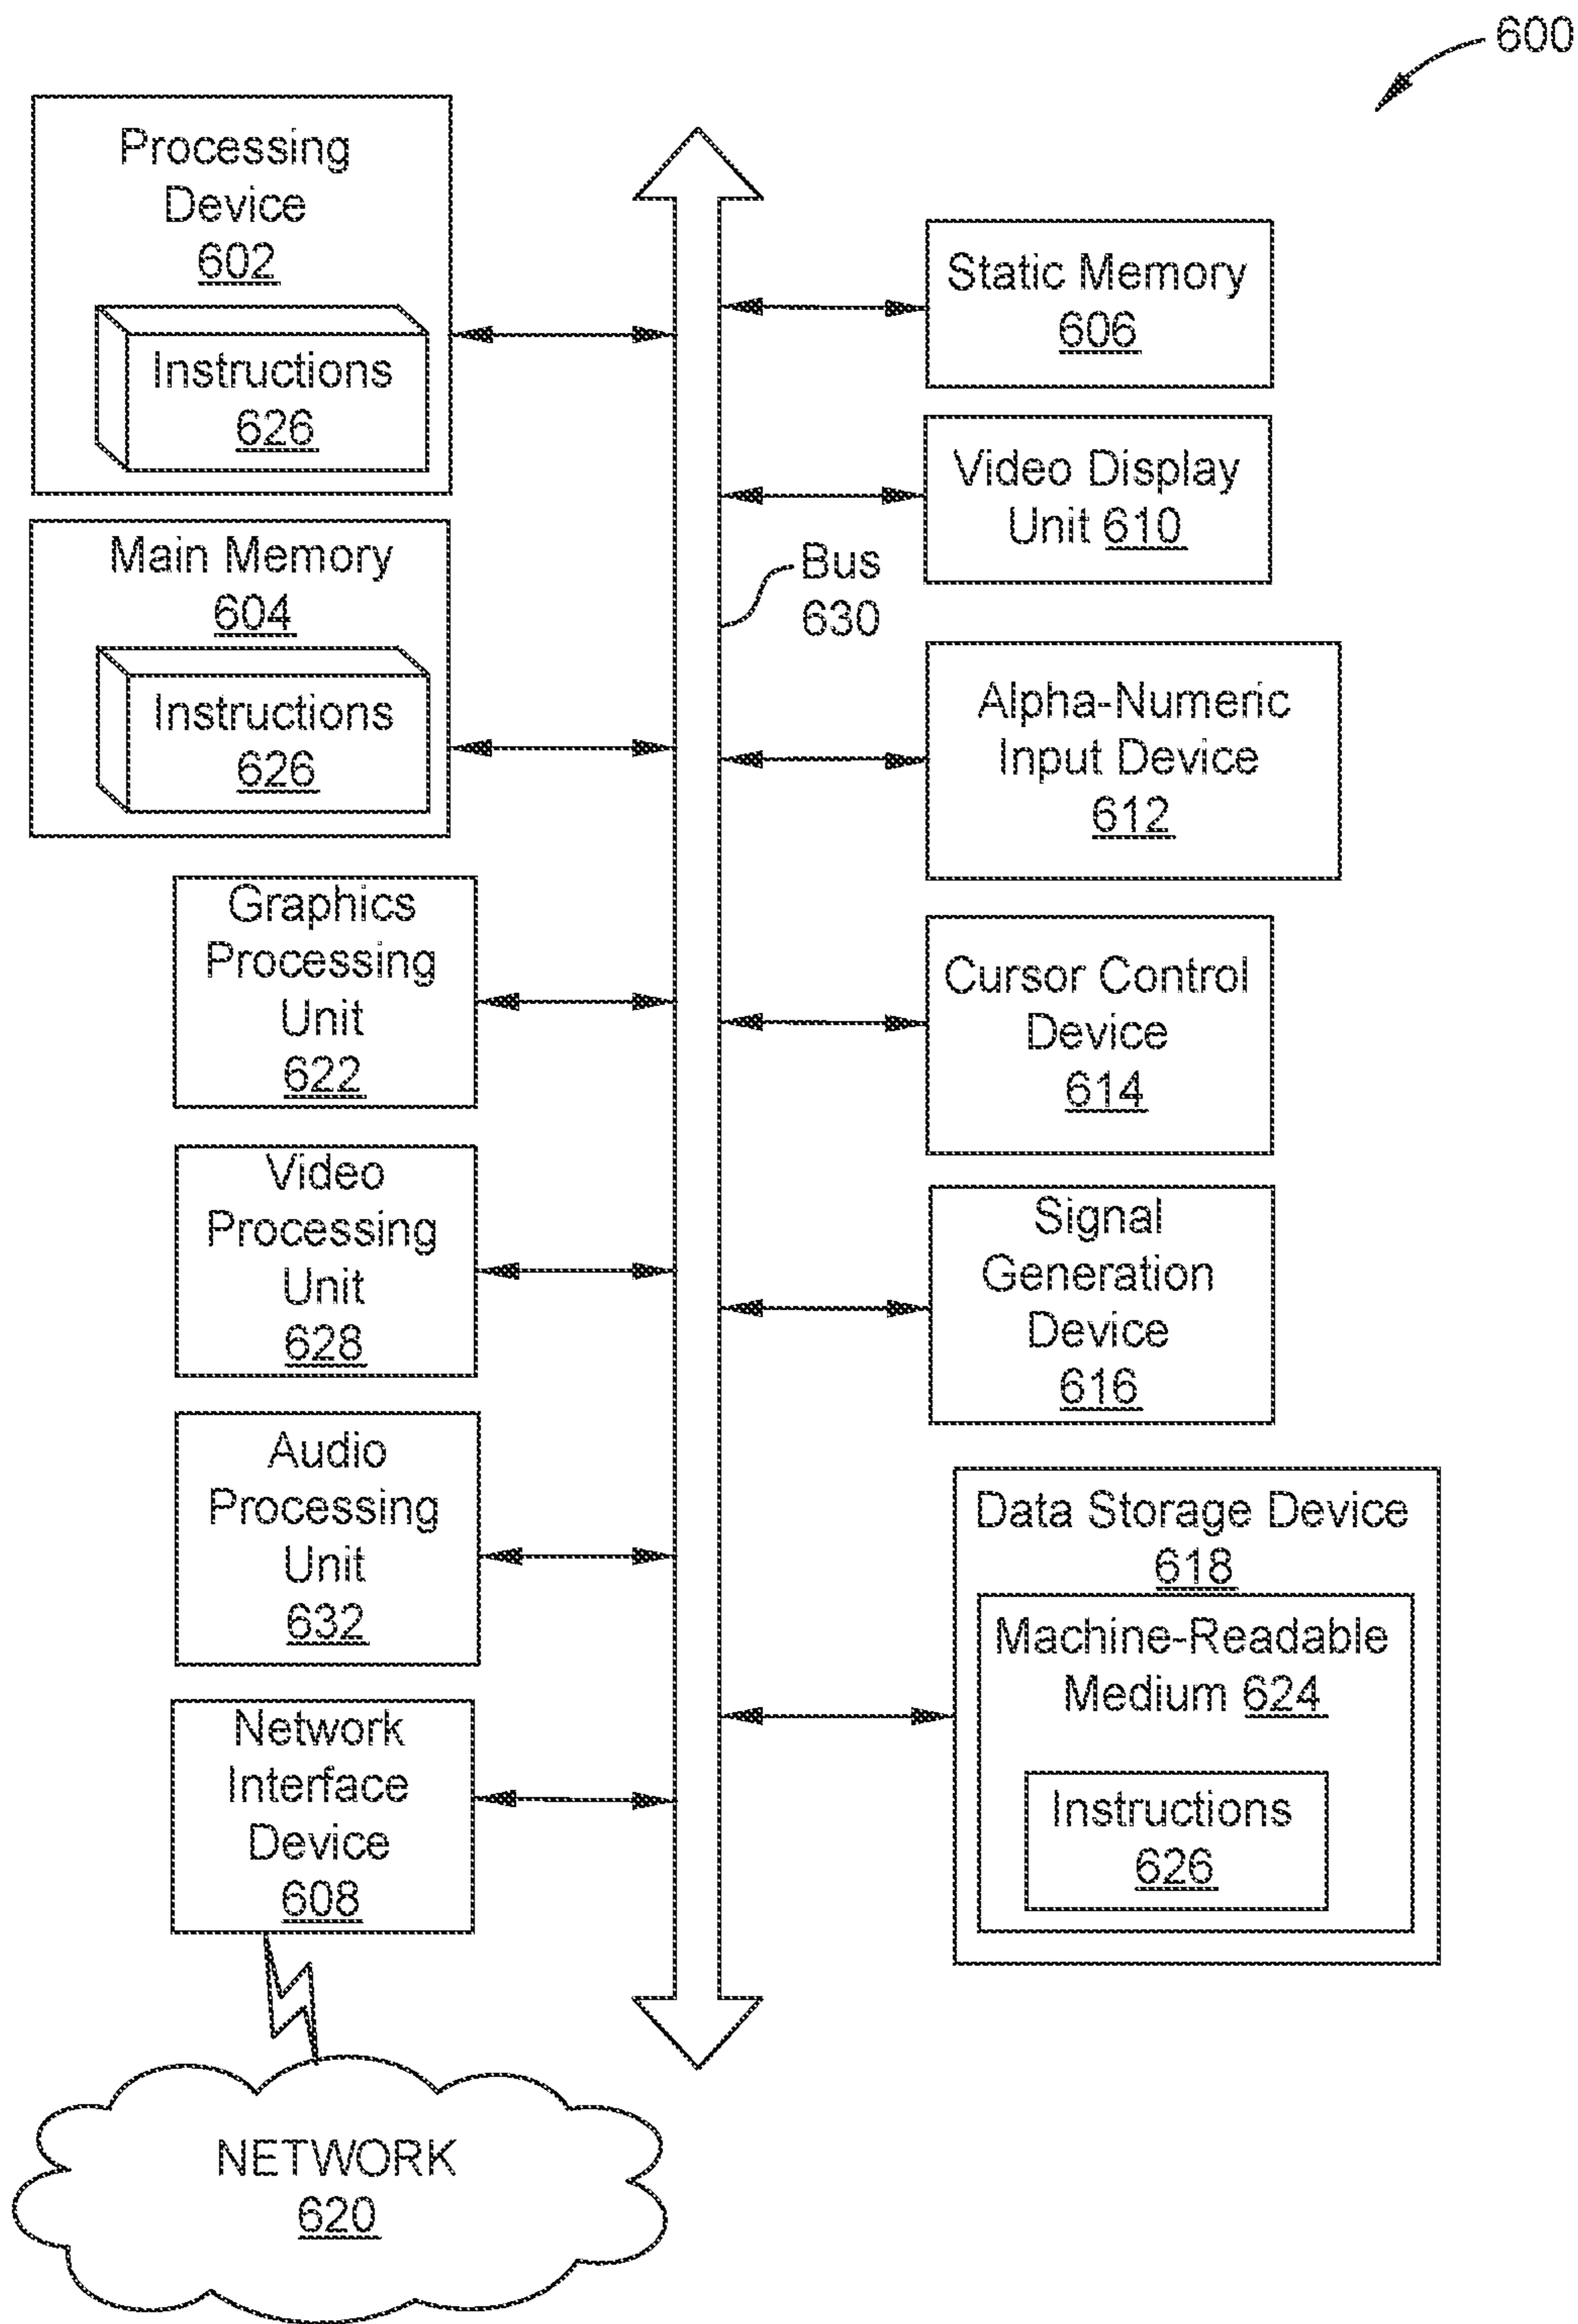 600
Processing
Device
602
Instructions
626
Main Memory
604
Instructions
626
Graphics
Processing
Unit
622
Video
Processing
Unit
628
Audio
Processing
Unit
632
Network
Interface
Device
608
NETWORK
620
Bus
630
Static Memory
606
Video Display
Unit 610
Alpha-Numeric
Input Device
612
Cursor Control
Device
614
Signal
Generation
Device
616
Data Storage Device
618
Machine-Readable
Medium 624
Instructions
626